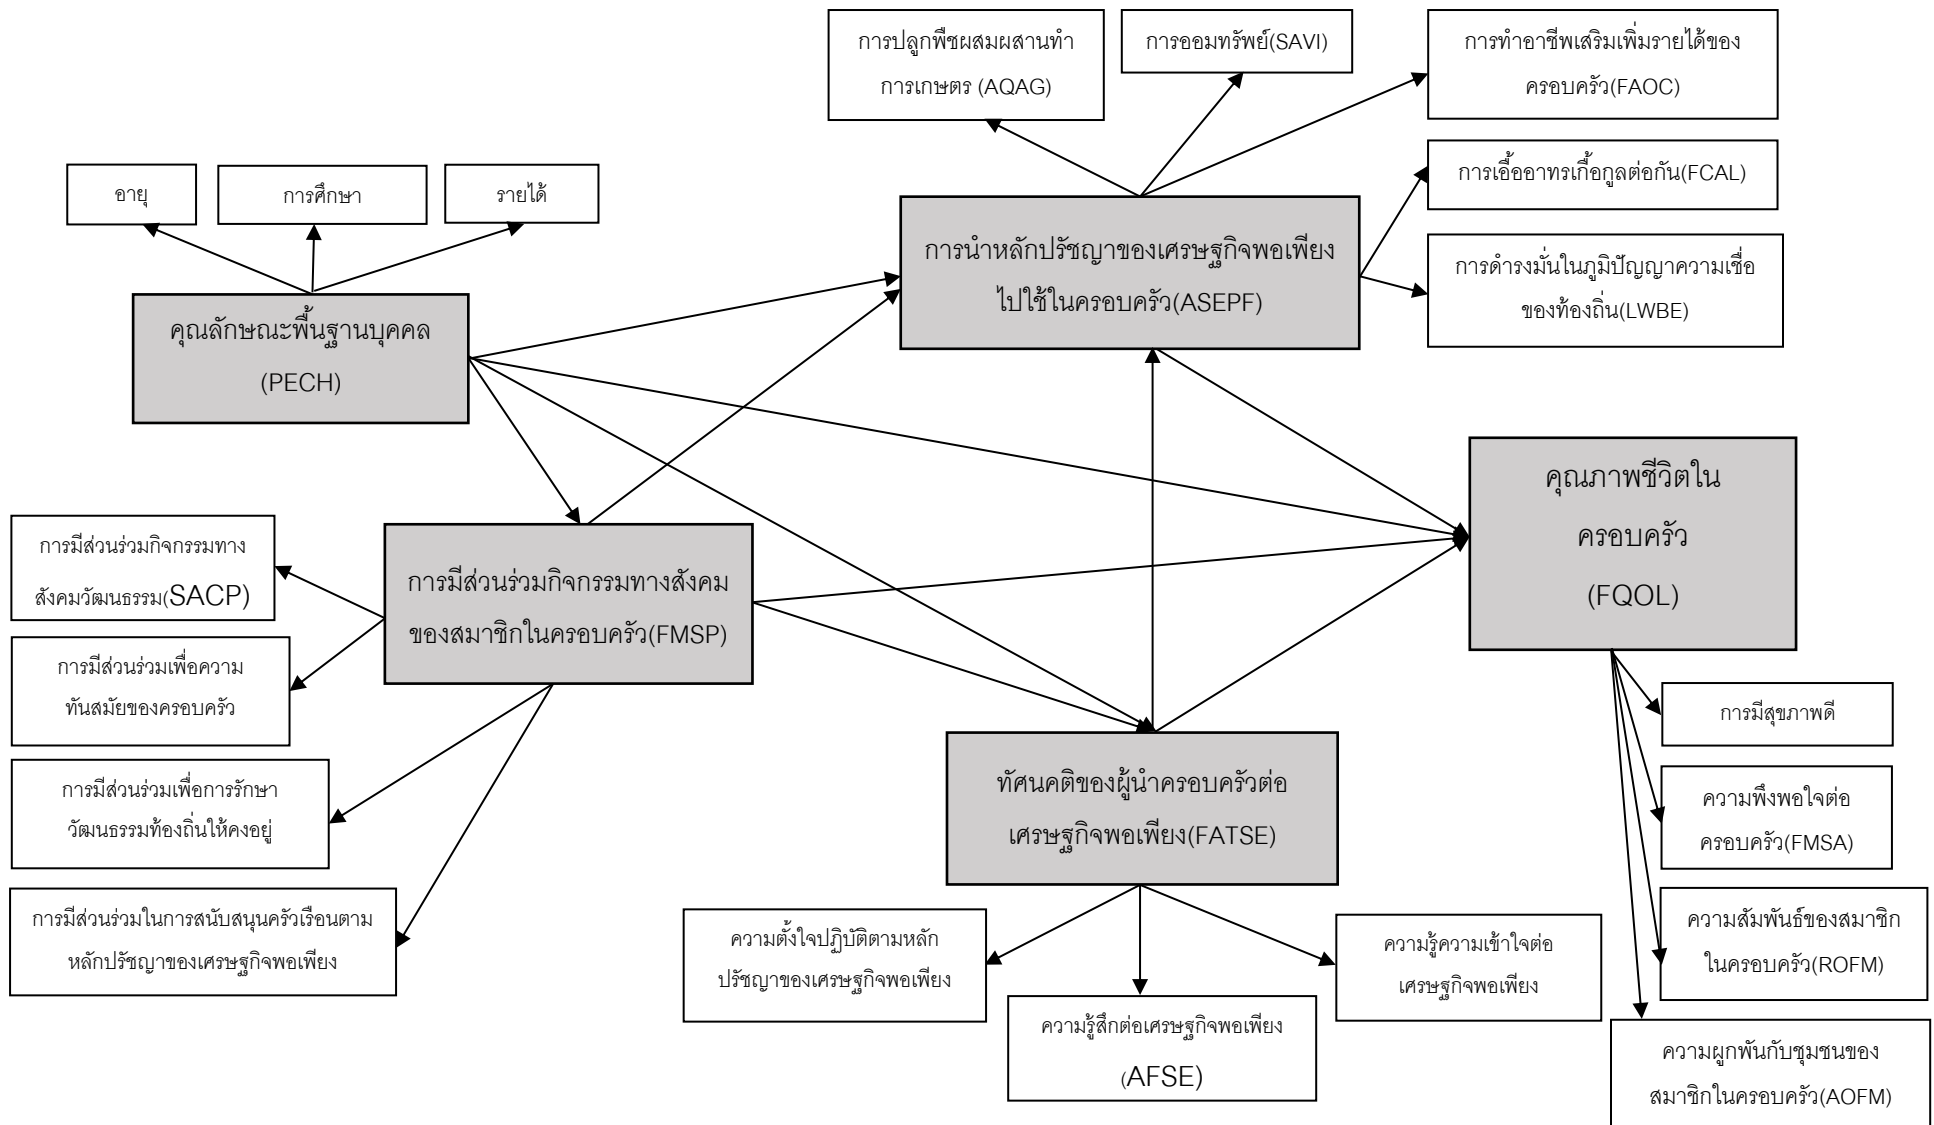 การปลูกพืชผสมผสานทำ
การเกษตร (AQAG)
การออมทรัพย์(SAVI)
การทำอาชีพเสริมเพิ่มรายได้ของ
ครอบครัว(FAOC)
การเอื้ออาทรเกื้อกูลต่อกัน(FCAL)
การดำรงมั่นในภูมิปัญญาความเชื่อ
ของท้องถิ่น(LWBE)
อายุ
การศึกษา
รายได้
การนำหลักปรัชญาของเศรษฐกิจพอเพียง
ไปใช้ในครอบครัว(ASEPF)
คุณลักษณะพื้นฐานบุคคล
(PECH)
คุณภาพชีวิตใน
ครอบครัว
(FQOL)
การมีส่วนร่วมกิจกรรมทาง
สังคมวัฒนธรรม(SACP)
การมีส่วนร่วมกิจกรรมทางสังคม
ของสมาชิกในครอบครัว(FMSP)
การมีส่วนร่วมเพื่อความ
ทันสมัยของครอบครัว
การมีส่วนร่วมเพื่อการรักษา
วัฒนธรรมท้องถิ่นให้คงอยู่
การมีส่วนร่วมในการสนับสนุนครัวเรือนตาม
หลักปรัชญาของเศรษฐกิจพอเพียง
ทัศนคติของผู้นำครอบครัวต่อ
เศรษฐกิจพอเพียง(FATSE)
ความตั้งใจปฏิบัติตามหลัก
ปรัชญาของเศรษฐกิจพอเพียง
ความรู้สึกต่อเศรษฐกิจพอเพียง
(AFSE)
ความรู้ความเข้าใจต่อ
เศรษฐกิจพอเพียง
การมีสุขภาพดี
ความพึงพอใจต่อ
ครอบครัว(FMSA)
ความสัมพันธ์ของสมาชิก
ในครอบครัว(ROFM)
ความผูกพันกับชุมชนของ
สมาชิกในครอบครัว(AOFM)